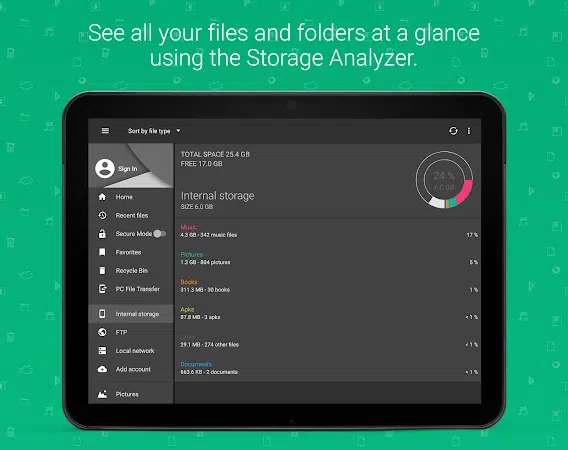 See all your files and folders at a glance
using the Storage Analyzer.
Sort by file type
Sign In
Home
Recent files
Secure Mode
Favorites
Recycle Bin
PC File Transfer
Internal storage
FTP
Local network
Add account
Pictures
TOTAL SPACE 25.4 GB
FREE 17.0 GB
24 %
6.0 GB
Internal storage
SIZE 6.0 GB
Music
4.3 GB - 342 music files
17 %
Pictures
1.3 GB - 804 pictures
5 %
Books
311.3 MB - 30 books
1 %
Apks
87.8 MB - 3 apks
< 1 %
29.1 MB - 274 other files
< 1 %
Documents
663.6 KB - 2 documents
< 1 %